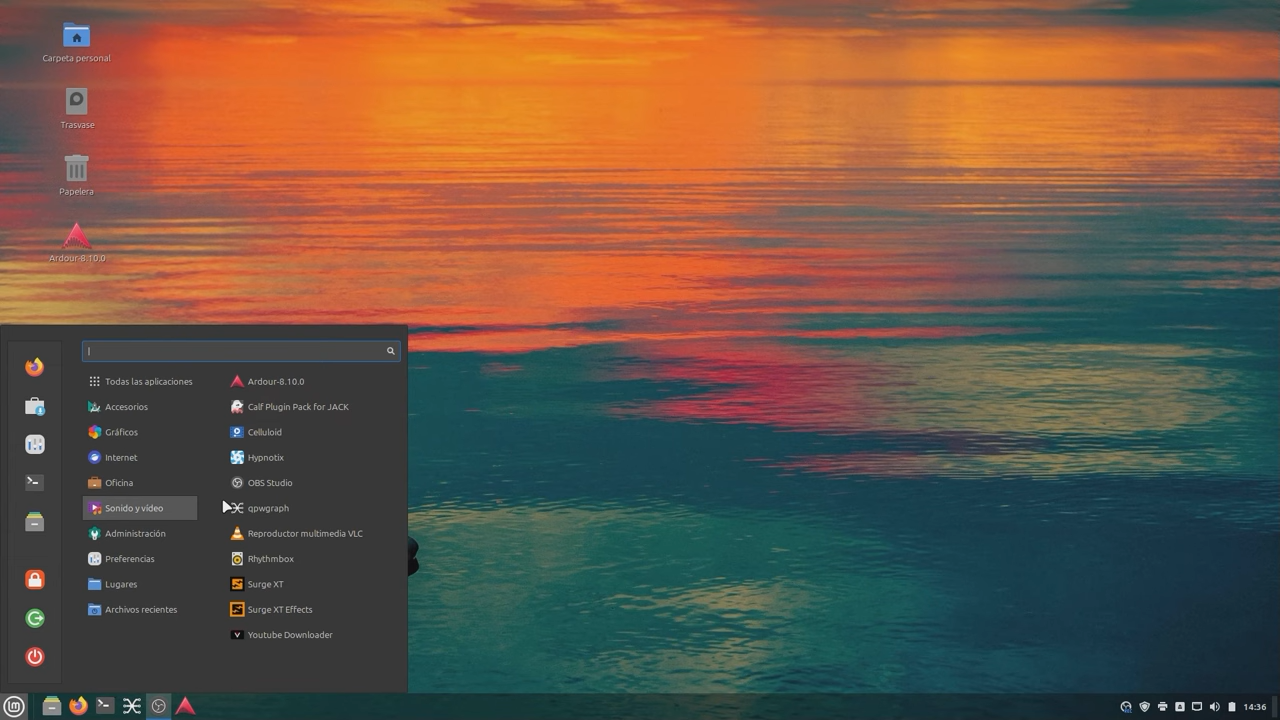 Carpeta personal
Trasvase
Papelera
Ardour-8.10.0
Todas las aplicaciones
Accesorios
Gráficos
Internet
Oficina
Sonido y vídeo
Administración
Preferencias
Lugares
Archivos recientes
Ardour-8.10.0
Calf Plugin Pack for JACK
Celluloid
Hypnotix
OBS Studio
qpwgraph
Reproductor multimedia VLC
Rhythmbox
Surge XT
Surge XT Effects
Youtube Downloader
14:36